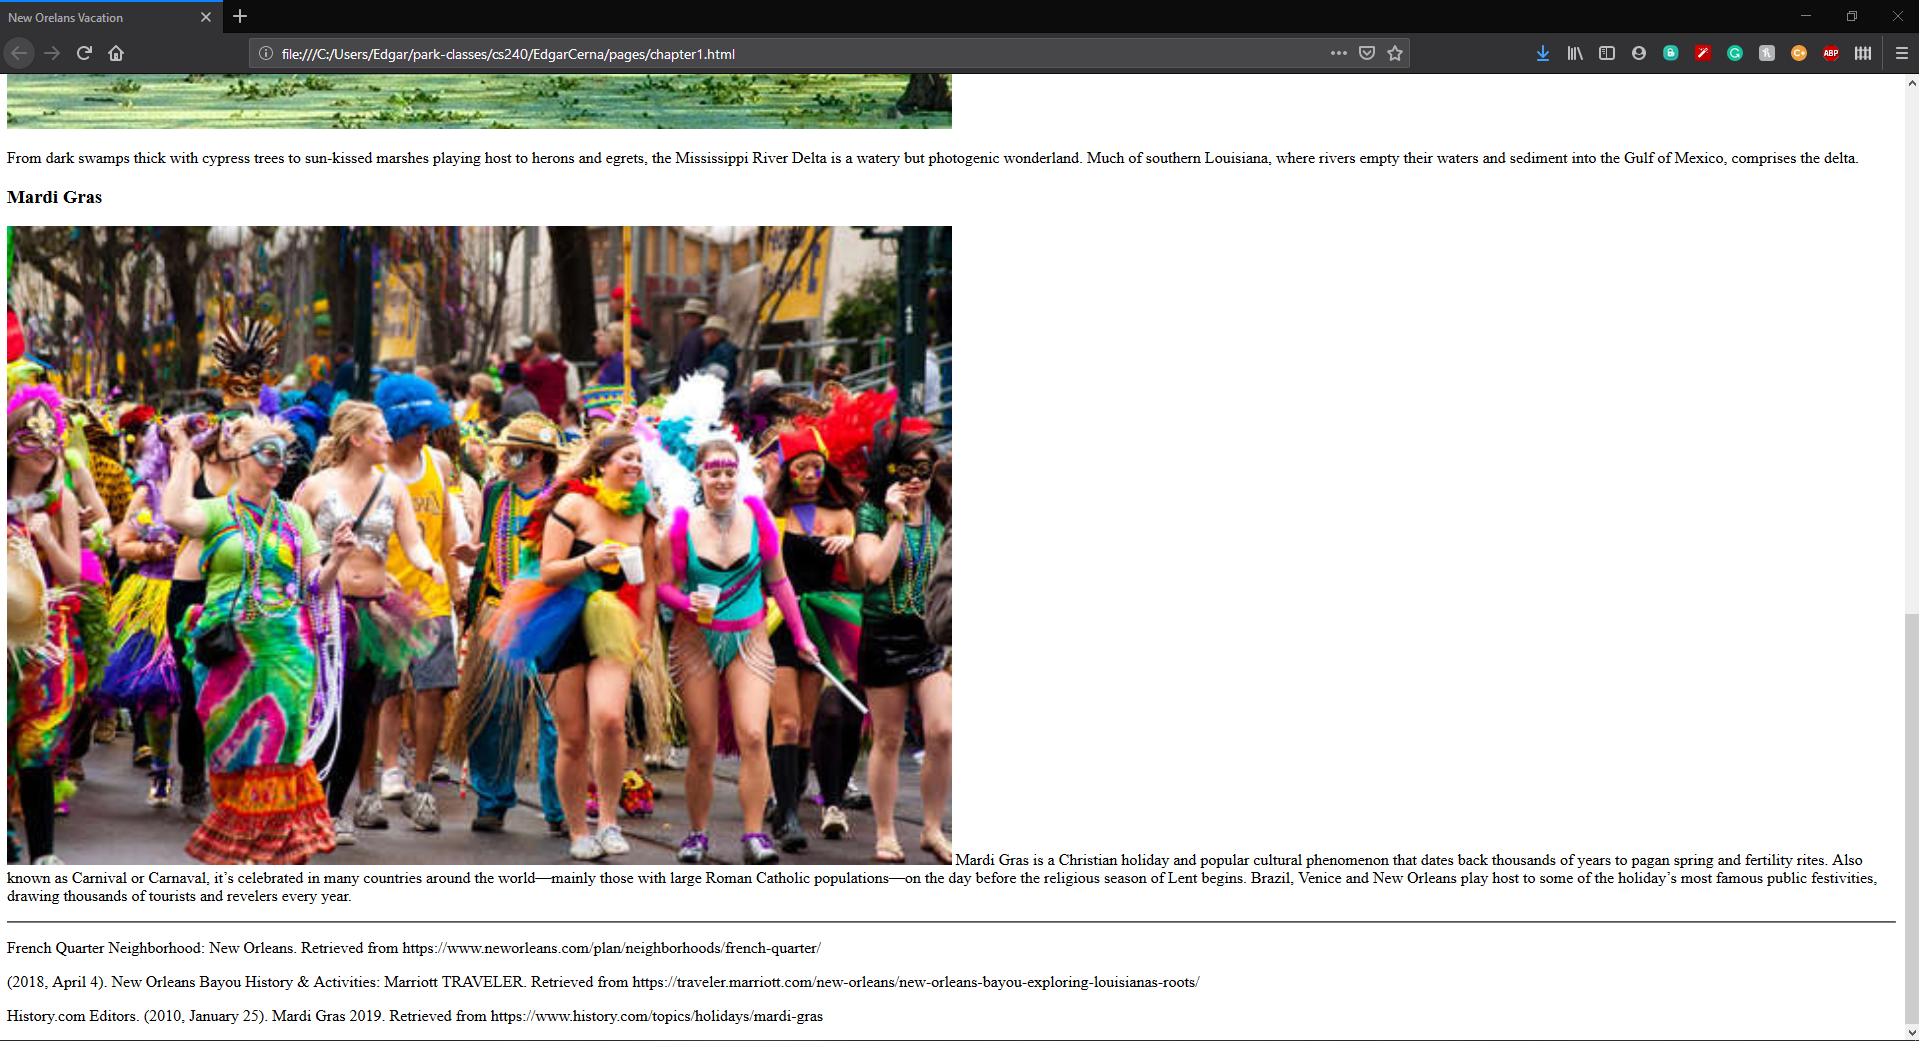 New Orelans Vacation
file:///C:/Users/Edgar/park-classes/cs240/EdgarCerna/pages/chapter1.html
ABP
From dark swamps thick with cypress trees to sun-kissed marshes playing host to herons and egrets, the Mississippi River Delta is a watery but photogenic wonderland. Much of southern Louisiana, where rivers empty their waters and sediment into the Gulf of Mexico, comprises the delta.
Mardi Gras
Mardi Gras is a Christian holiday and popular cultural phenomenon that dates back thousands of years to pagan spring and fertility rites. Also
known as Carnival or Carnaval, it’s celebrated in many countries around the world—mainly those with large Roman Catholic populations—on the day before the religious season of Lent begins. Brazil, Venice and New Orleans play host to some of the holiday’s most famous public festivities,
drawing thousands of tourists and revelers every year.
French Quarter Neighborhood: New Orleans. Retrieved from https://www.neworleans.com/plan/neighborhoods/french-quarter/
(2018, April 4). New Orleans Bayou History & Activities: Marriott TRAVELER. Retrieved from https://traveler.marriott.com/new-orleans/new-orleans-bayou-exploring-louisianas-roots/
History.com Editors. (2010, January 25). Mardi Gras 2019. Retrieved from https://www.history.com/topics/holidays/mardi-gras